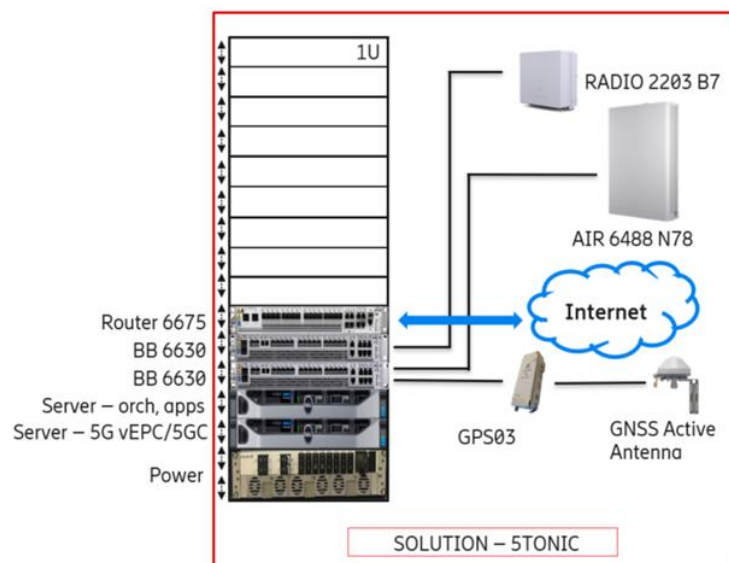 1U
RADIO 2203 B7
AIR 6488 N78
Internet
Router 6675
BB 6630
BB 6630
Server – orch, apps
Server – 5G vEPC/5GC
Power
GPS03
GNSS Active
Antenna
SOLUTION – 5TONIC